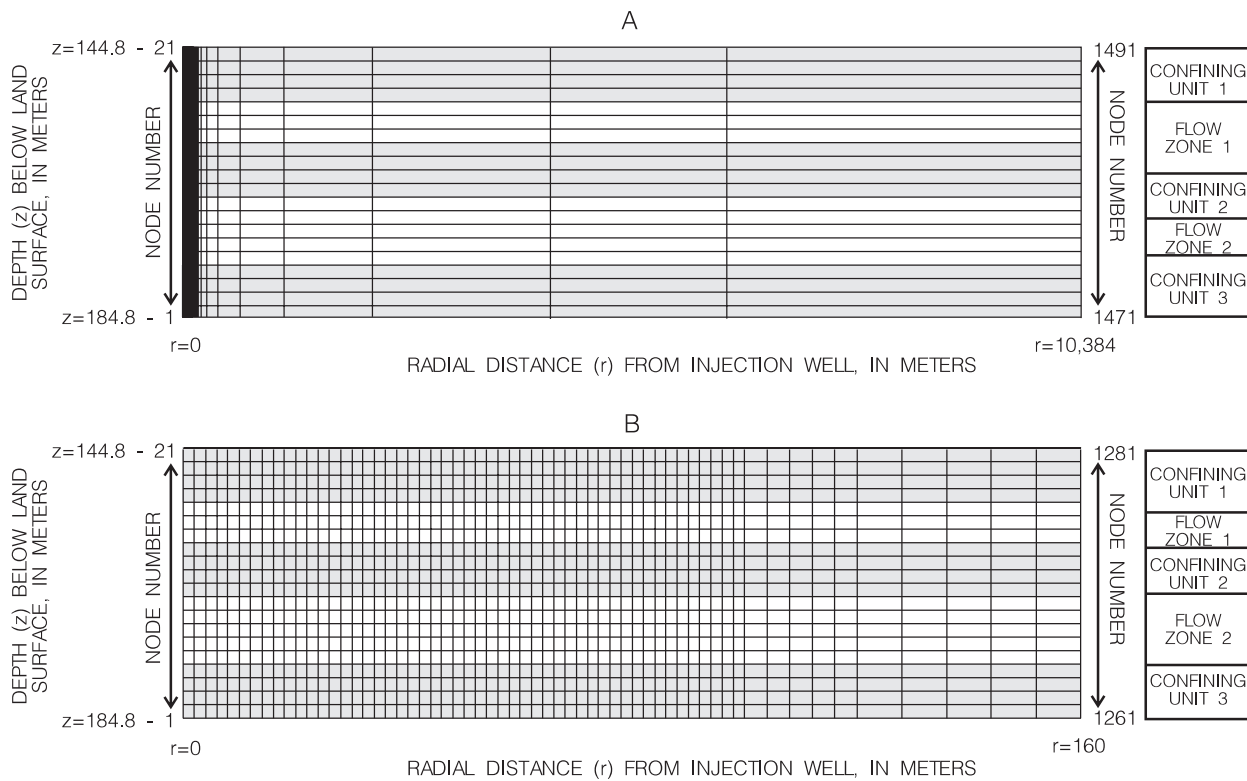 A
z=144.8 - 21
1491
DEPTH (z) BELOW LAND
SURFACE, IN METERS
NODE NUMBER
NODE NUMBER
CONFINING
UNIT 1
FLOW
ZONE 1
CONFINING
UNIT 2
FLOW
ZONE 2
CONFINING
UNIT 3
z=184.8 - 1
1471
r=0
r=10,384
RADIAL DISTANCE (r) FROM INJECTION WELL, IN METERS
B
z=144.8 - 21
1281
DEPTH (z) BELOW LAND
SURFACE, IN METERS
NODE NUMBER
NODE NUMBER
CONFINING
UNIT 1
FLOW
ZONE 1
CONFINING
UNIT 2
FLOW
ZONE 2
CONFINING
UNIT 3
z=184.8 - 1
1261
r=0
r=160
RADIAL DISTANCE (r) FROM INJECTION WELL, IN METERS